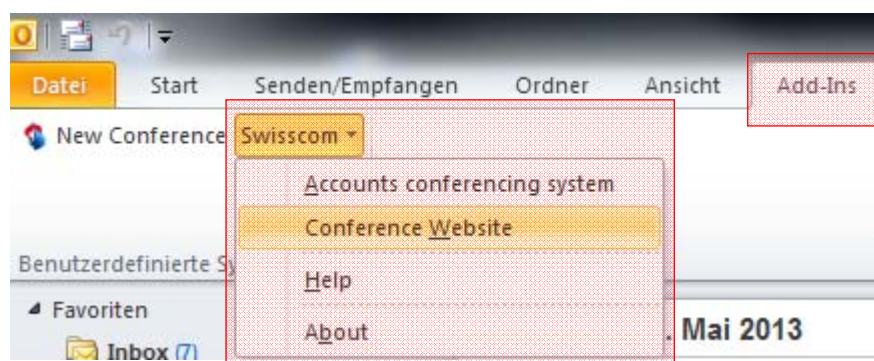 Datei Start Senden/Empfangen Ordner Ansicht Add-Ins
New Conference Swisscom
Accounts conferencing system
Conference Website
Benutzerdefinierte
Help
Favoriten
About
. Mai 2013
Inbox (7)